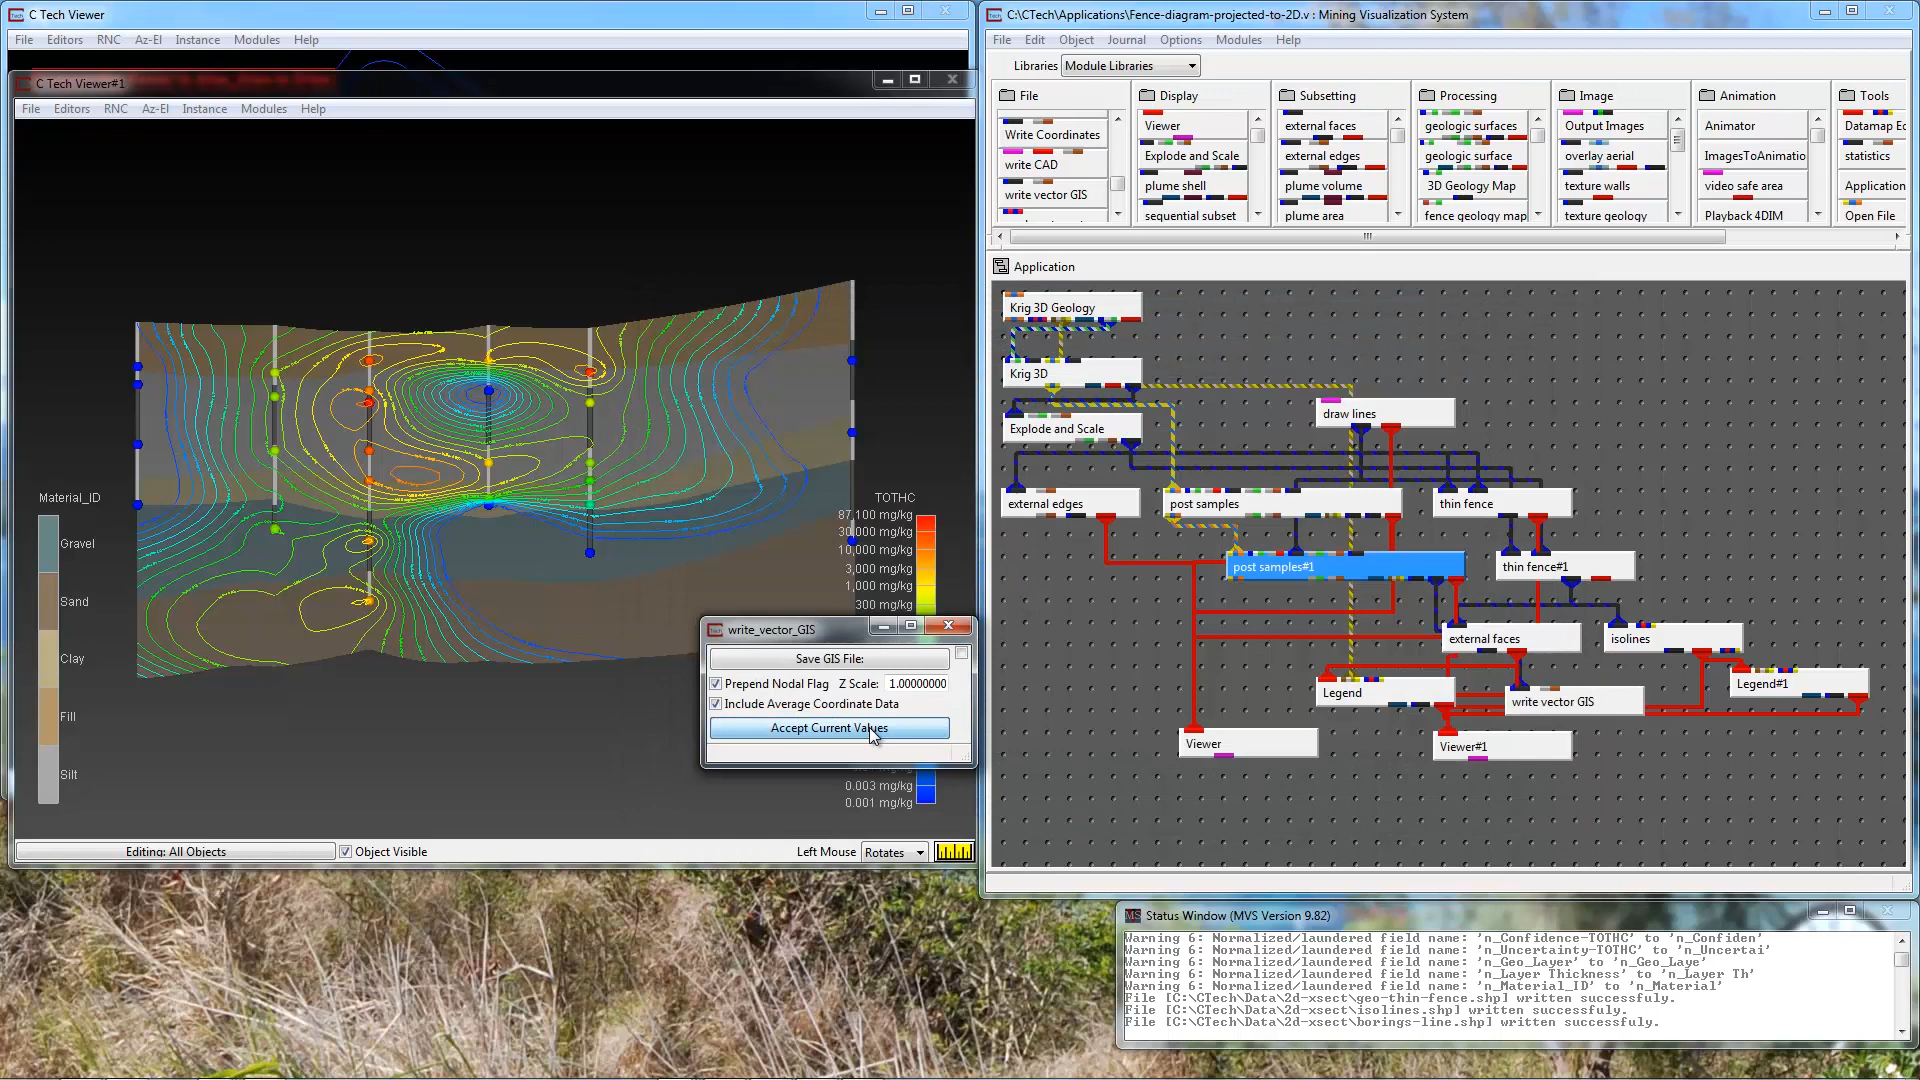 C Tech Viewer
File Editors RNC Az-El Instance Modules Help
C Tech Viewer#1
File Editors RNC Az-El Instance Modules Help
Material_ID
Gravel
Sand
Clay
Fill
Silt
TOTHC
87,100 mg/kg
30,000 mg/kg
10,000 mg/kg
3,000 mg/kg
1,000 mg/kg
300 mg/kg
0.003 mg/kg
0.001 mg/kg
write_vector_GIS
Save GIS File:
Prepend Nodal Flag Z Scale: 1.00000000
Include Average Coordinate Data
Accept Current Values
Editing: All Objects Object Visible Left Mouse Rotates
C:\CTech\Applications\Fence-diagram-projected-to-2D.v : Mining Visualization System
File Edit Object Journal Options Modules Help
Libraries Module Libraries
File Display Subsetting Processing Image Animation Tools
Write Coordinates Viewer external faces geologic surfaces Output Images Animator Datamap Ec
write CAD Explode and Scale external edges geologic surface overlay aerial ImagesToAnimatio statistics
write vector GIS plume shell plume volume 3D Geology Map texture walls video safe area Application
sequential subset plume area fence geology map texture geology Playback 4DIM Open File
Application
Krig 3D Geology
Krig 3D
draw lines
Explode and Scale
external edges post samples thin fence
post samples#1 thin fence#1
external faces isolines
Legend write vector GIS Legend#1
Viewer Viewer#1
Status Window (MVS Version 9.82)
Warning 6: Normalized/laundered field name: 'n_Confidence-TOTHC' to 'n_Confiden'
Warning 6: Normalized/laundered field name: 'n_Uncertainty-TOTHC' to 'n_Uncertai'
Warning 6: Normalized/laundered field name: 'n_Geo_Layer' to 'n_Geo_Laye'
Warning 6: Normalized/laundered field name: 'n_Layer Thickness' to 'n_Layer Th'
Warning 6: Normalized/laundered field name: 'n_Material_ID' to 'n_Material'
File [C:\CTech\Data\2d-xsect\geo-thin-fence.shp] written successfuly.
File [C:\CTech\Data\2d-xsect\isolines.shp] written successfuly.
File [C:\CTech\Data\2d-xsect\borings-line.shp] written successfuly.